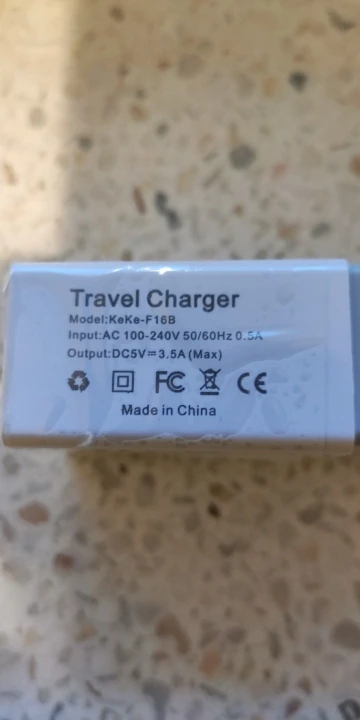 Travel Charger
Model:KeKe-F16B
Input:AC 100-240V 50/60Hz 0.5A
Output:DC5V⎓3.5A(Max)
FC CE
Made in China